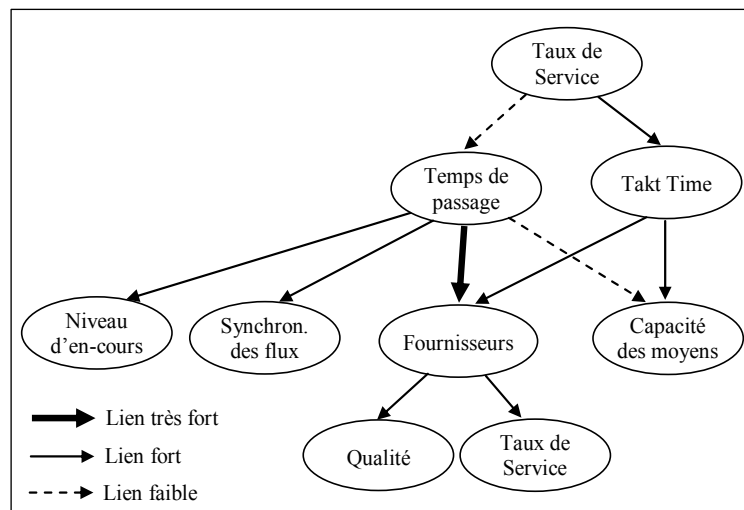 Taux de
Service
Temps de
passage
Takt Time
Niveau
d'en-cours
Synchron.
des flux
Fournisseurs
Capacité
des moyens
Lien très fort
Lien fort
Lien faible
Qualité
Taux de
Service